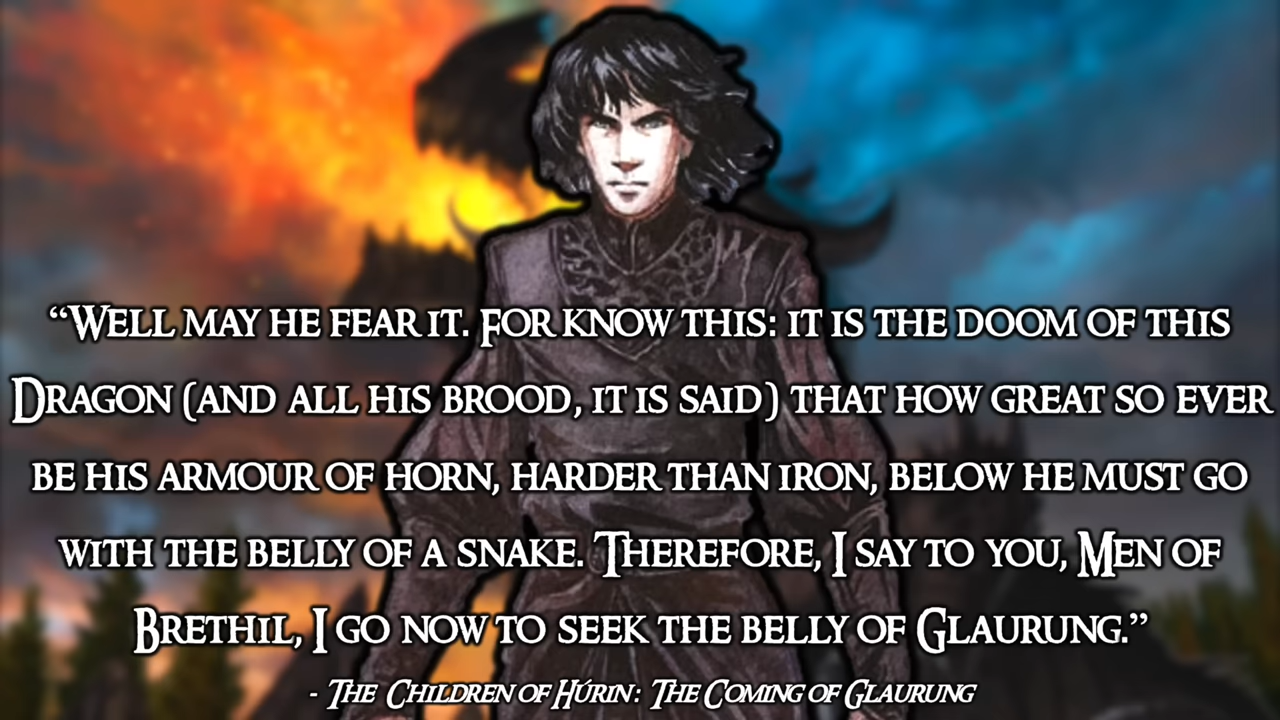 “Well may he fear it. For know this: it is the doom of this
Dragon (and all his brood, it is said) that how great so ever
be his armour of horn, harder than iron, below he must go
with the belly of a snake. Therefore, I say to you, Men of
Brethil, I go now to seek the belly of Glaurung.”
- The Children of Húrin: The Coming of Glaurung